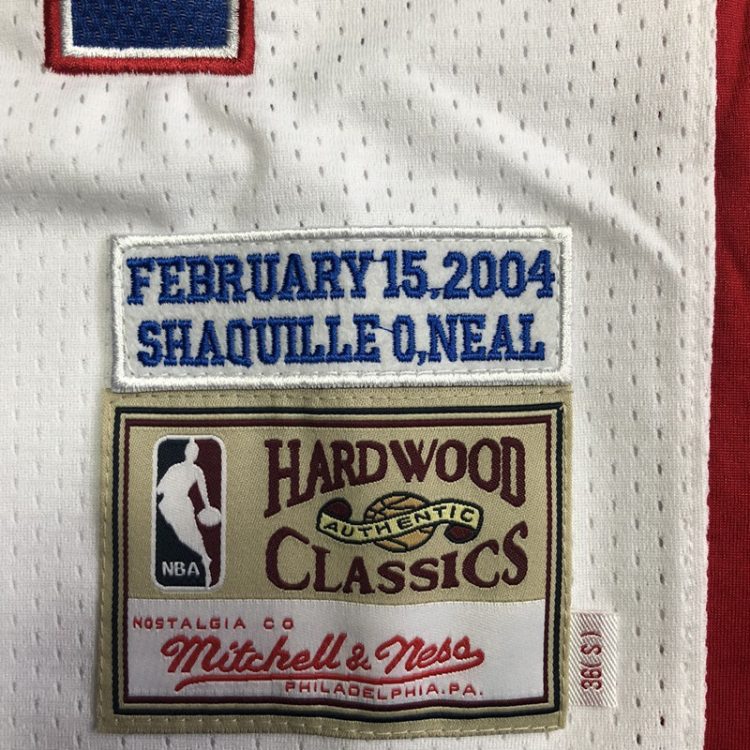 FEBRUARY 15,2004
SHAQUILLE O,NEAL
HARDWOOD
AUTHENTIC
CLASSICS
NBA
NOSTALGIA CO
Mitchell & Ness
PHILADELPHIA.PA.
36(S)